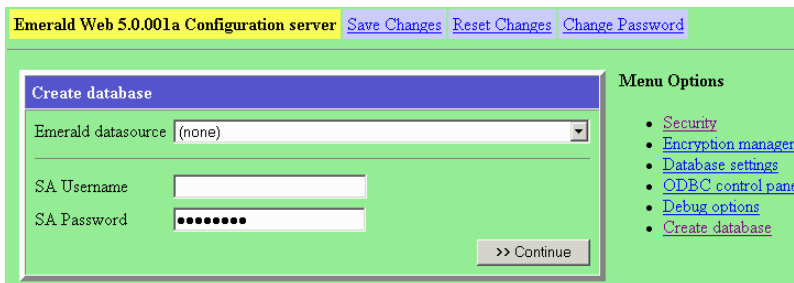 Emerald Web 5.0.001a Configuration server Save Changes Reset Changes Change Password
Create database
Emerald datasource (none)
SA Username
SA Password ••••••••
>> Continue
Menu Options
Security
Encryption manager
Database settings
ODBC control pane
Debug options
Create database